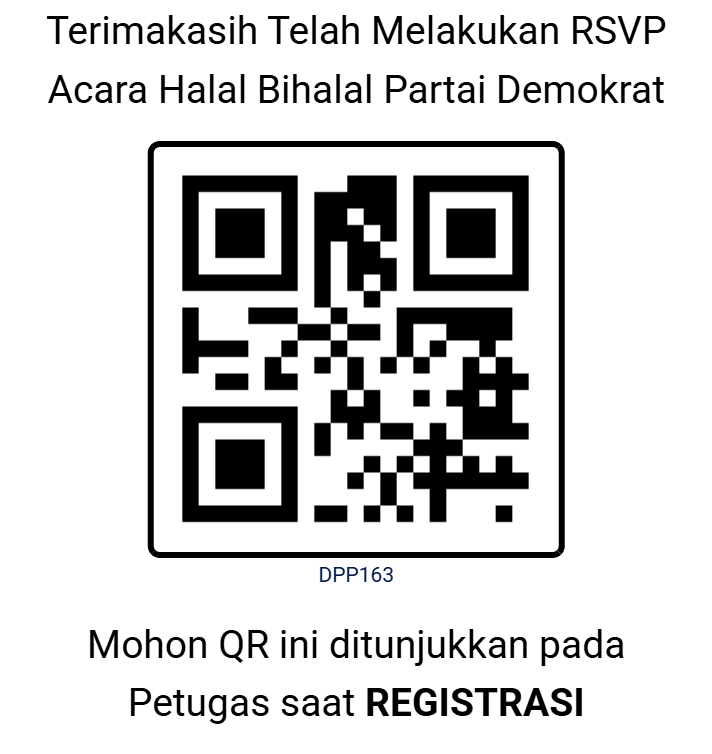 Terimakasih Telah Melakukan RSVP
Acara Halal Bihalal Partai Demokrat
DPP163
Mohon QR ini ditunjukkan pada
Petugas saat REGISTRASI